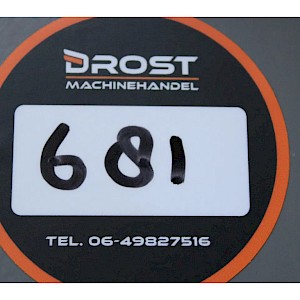 DROST
MACHINEHANDEL
681
TEL. 06-49827516